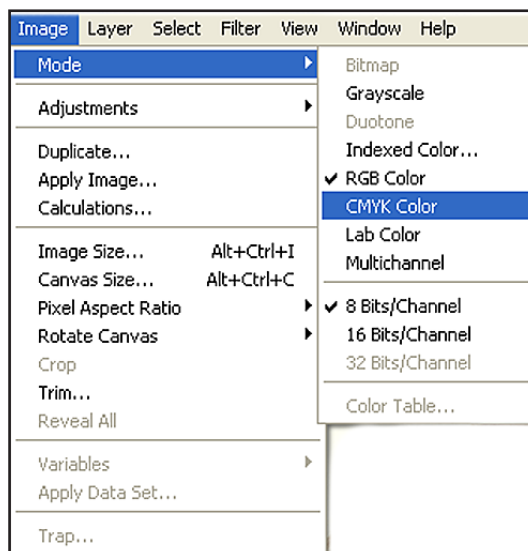 Image Layer Select Filter View Window Help
Mode
Adjustments
Duplicate...
Apply Image...
Calculations...
Image Size... Alt+Ctrl+I
Canvas Size... Alt+Ctrl+C
Pixel Aspect Ratio
Rotate Canvas
Crop
Trim...
Reveal All
Variables
Apply Data Set...
Trap...
Bitmap
Grayscale
Duotone
Indexed Color...
RGB Color
CMYK Color
Lab Color
Multichannel
8 Bits/Channel
16 Bits/Channel
32 Bits/Channel
Color Table...